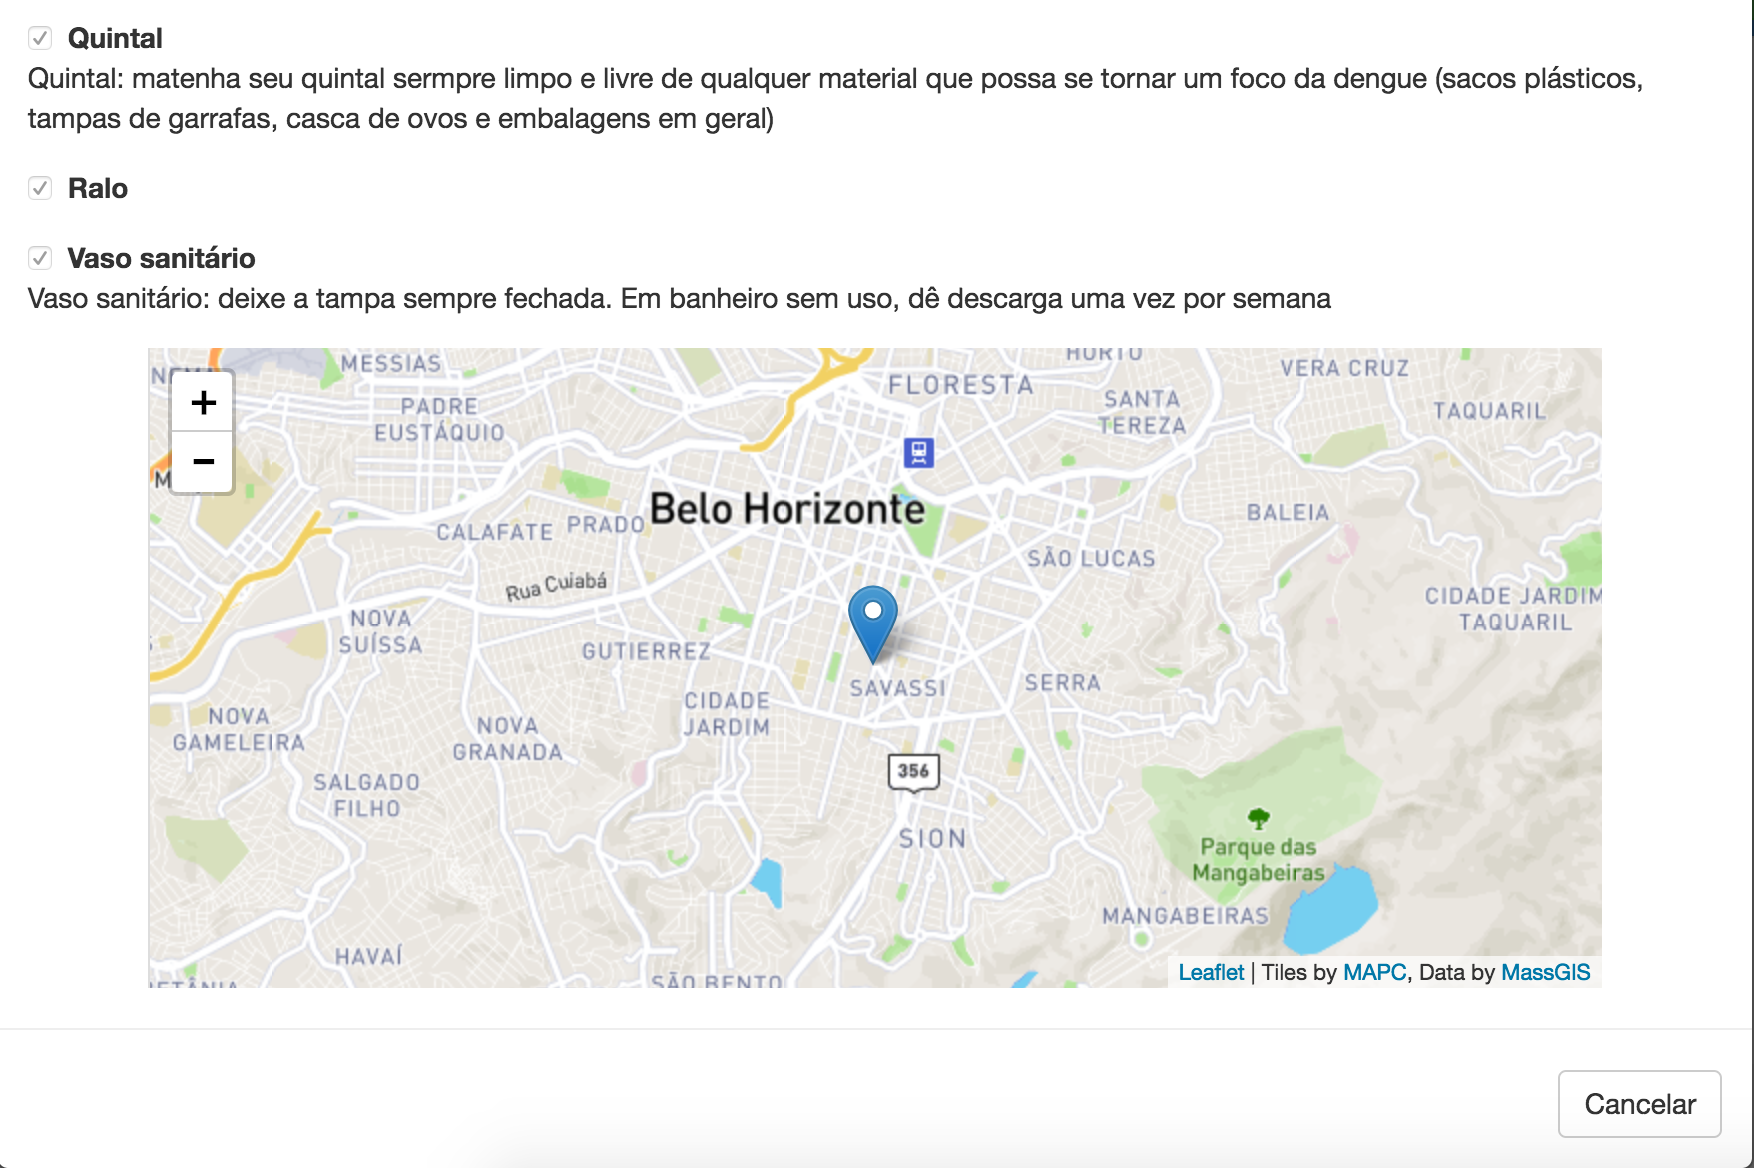 Quintal
Quintal: matenha seu quintal sermpre limpo e livre de qualquer material que possa se tornar um foco da dengue (sacos plásticos,
tampas de garrafas, casca de ovos e embalagens em geral)
Ralo
Vaso sanitário
Vaso sanitário: deixe a tampa sempre fechada. Em banheiro sem uso, dê descarga uma vez por semana
MESSIAS
HORTO
VERA CRUZ
FLORESTA
+
PADRE
EUSTÁQUIO
SANTA
TEREZA
TAQUARIL
−
Belo Horizonte
CALAFATE
PRADO
BALEIA
SÃO LUCAS
Rua Cuiabá
CIDADE JARDIM
TAQUARIL
NOVA
SUÍSSA
GUTIERREZ
SAVASSI
SERRA
CIDADE
JARDIM
NOVA
GAMELEIRA
NOVA
GRANADA
356
SALGADO
FILHO
SION
Parque das
Mangabeiras
MANGABEIRAS
HAVAÍ
SÃO BENTO
Leaflet | Tiles by MAPC, Data by MassGIS
Cancelar